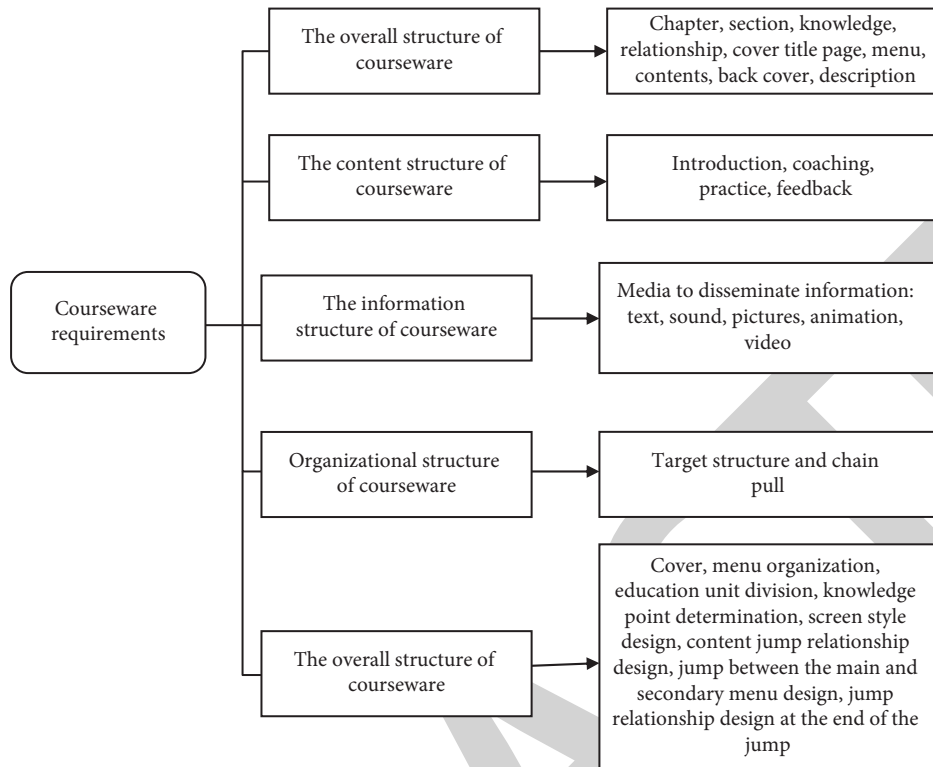 The overall structure of
courseware
Chapter, section, knowledge,
relationship, cover title page, menu,
contents, back cover, description
The content structure of
courseware
Introduction, coaching,
practice, feedback
Courseware
requirements
The information
structure of courseware
Media to disseminate information:
text, sound, pictures, animation,
video
Organizational structure
of courseware
Target structure and chain
pull
The overall structure of
courseware
Cover, menu organization,
education unit division, knowledge
point determination, screen style
design, content jump relationship
design, jump between the main and
secondary menu design, jump
relationship design at the end of the
jump